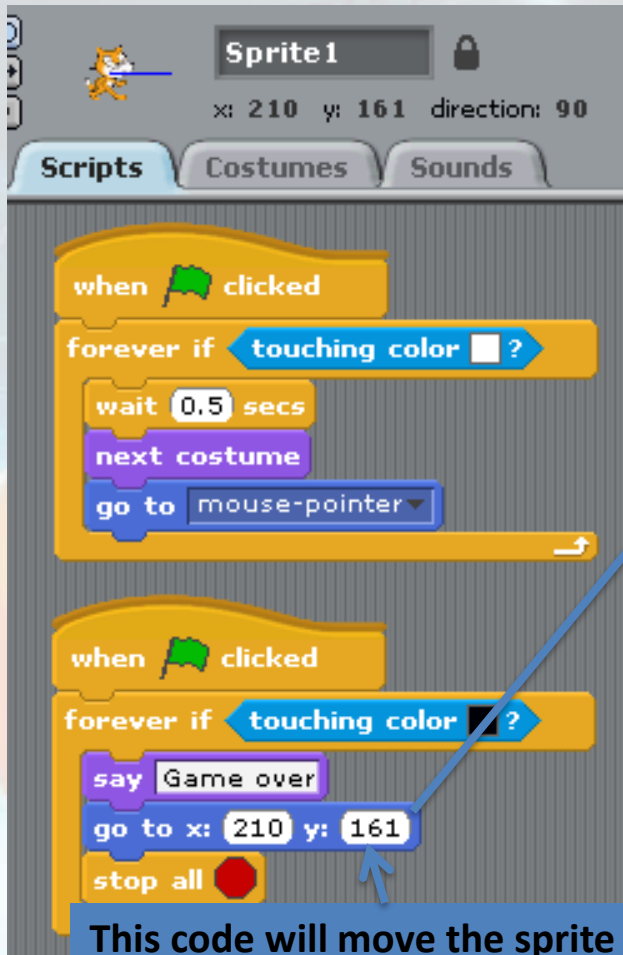 Sprite1
x: 210 y: 161 direction: 90
Scripts Costumes Sounds
when clicked
forever if touching color ?
wait 0.5 secs
next costume
go to mouse-pointer
when clicked
forever if touching color ?
say Game over
go to x: 210 y: 161
stop all
This code will move the sprite